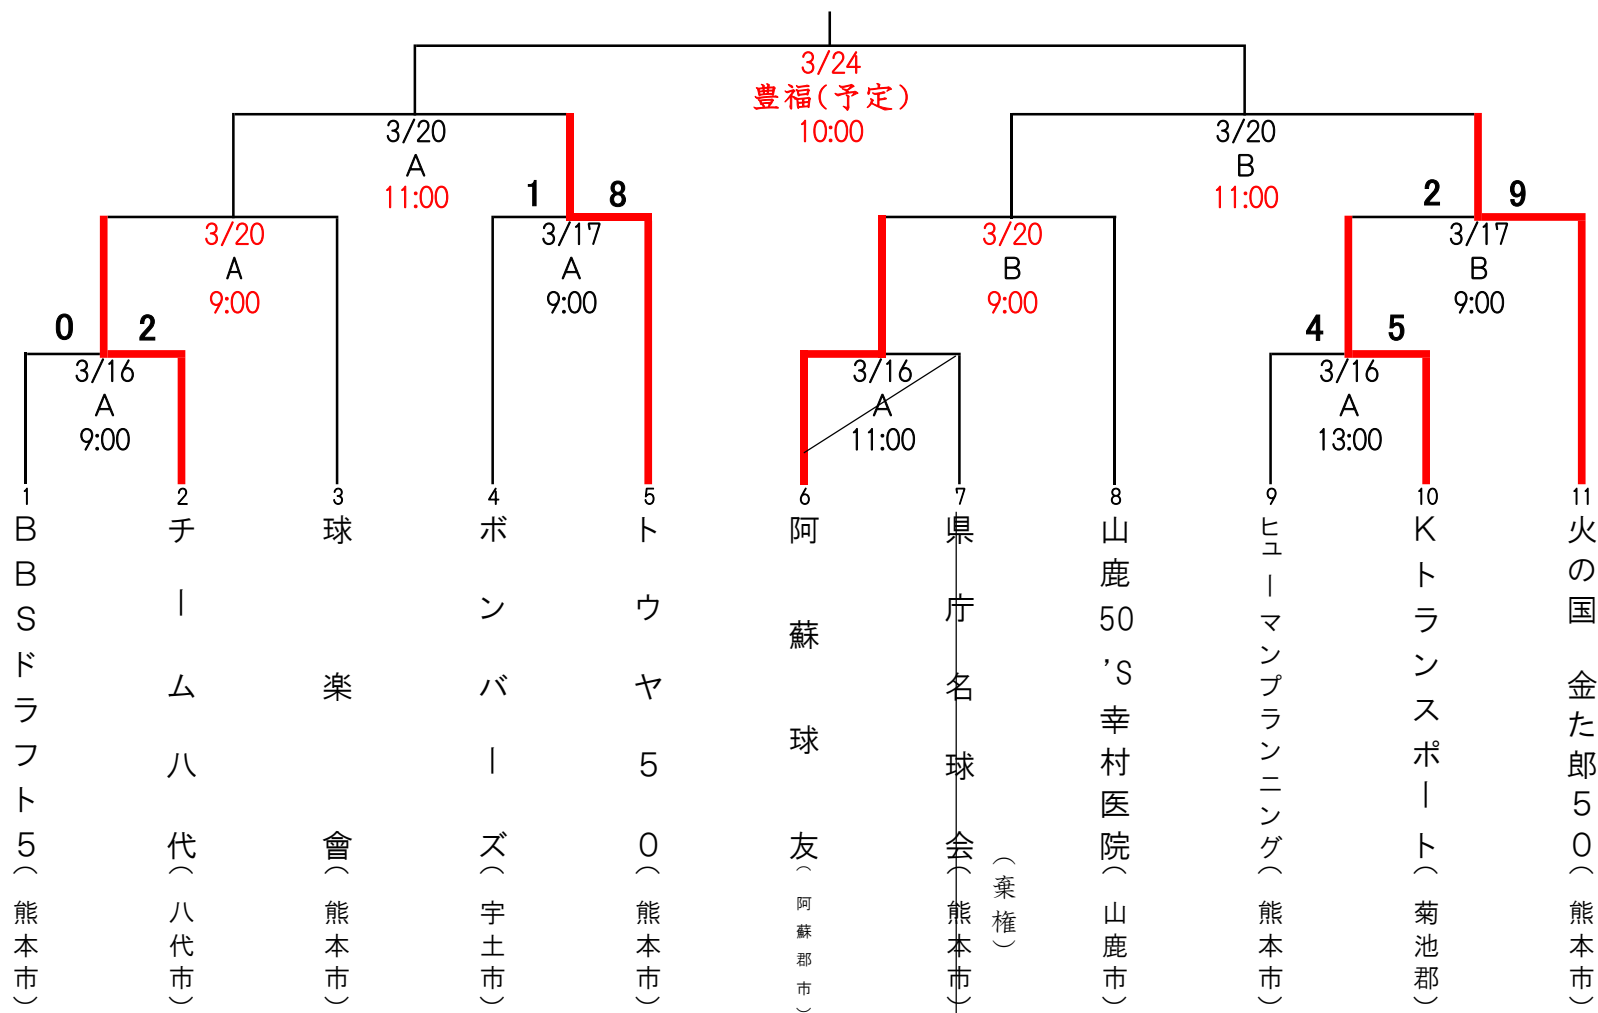 3/24
豊福(予定)
10:00
3/20
A
11:00
3/20
B
11:00
1 8
2 9
3/20
A
9:00
3/17
A
9:00
3/20
B
9:00
3/17
B
9:00
0 2
4 5
3/16
A
9:00
3/16
A
11:00
3/16
A
13:00
1
BBSドラフト5(熊本市)
2
チーム八代(八代市)
3
球楽會(熊本市)
4
ボンバーズ(宇土市)
5
トウヤ50(熊本市)
6
阿蘇球友(阿蘇郡市)
7
県庁名球会(熊本市)
(棄権)
8
山鹿50'S幸村医院(山鹿市)
9
ヒューマンプランニング(熊本市)
10
Kトランスポート(菊池郡)
11
火の国 金た郎50(熊本市)